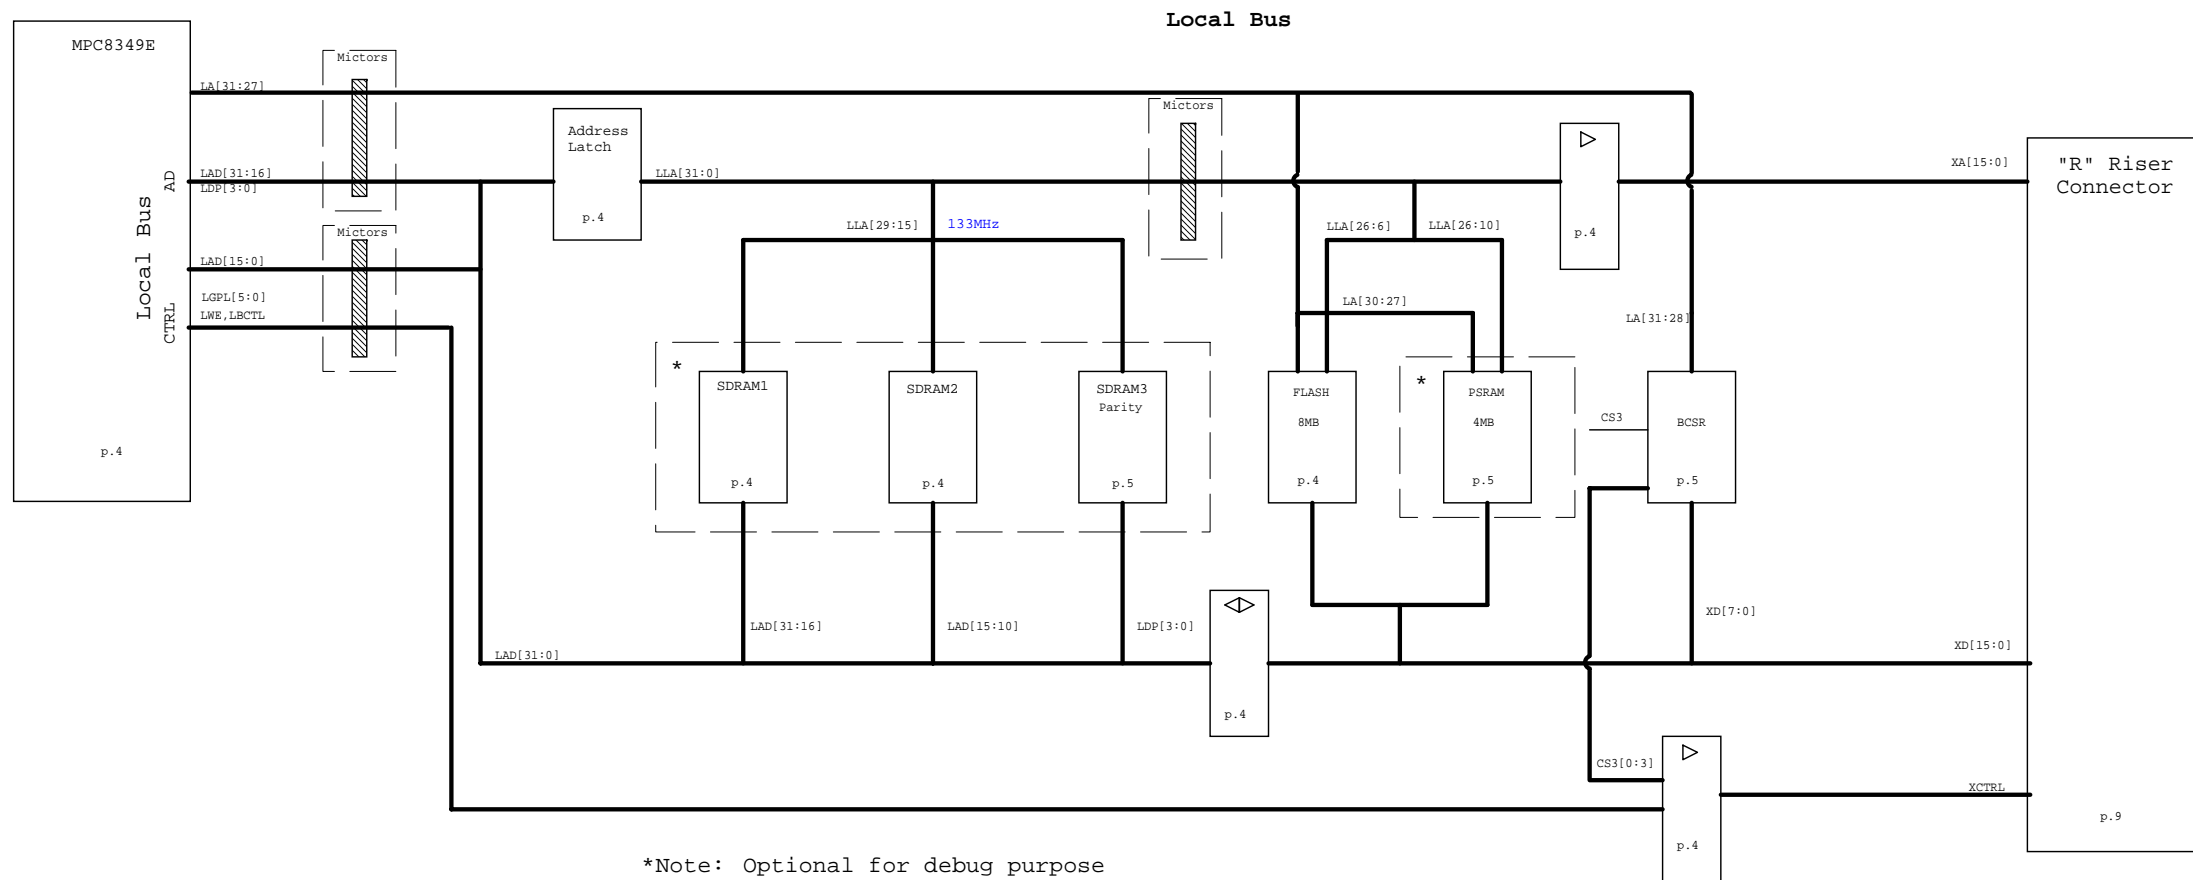 Local Bus
MPC8349E
Mictors
LA[31:27]
Mictors
Address
Latch
"R" Riser
Connector
XA[15:0]
AD
LAD[31:16]
LDP[3:0]
LLA[31:0]
p.4
Local Bus
LLA[29:15]
133MHz
LLA[26:6]
LLA[26:10]
p.4
Mictors
LAD[15:0]
LGPL[5:0]
LWE,LBCTL
CTRL
LA[30:27]
LA[31:28]
*
SDRAM1
SDRAM2
SDRAM3
Parity
FLASH
8MB
*
PSRAM
4MB
CS3
BCSR
p.4
p.4
p.4
p.5
p.4
p.5
p.5
XD[7:0]
LAD[31:16]
LAD[15:10]
LDP[3:0]
LAD[31:0]
XD[15:0]
p.4
CS3[0:3]
XCTRL
p.9
p.4
*Note: Optional for debug purpose